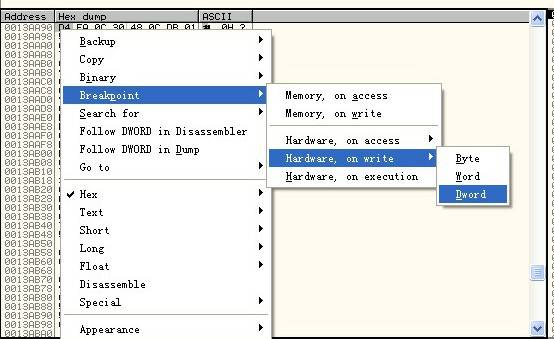 Address Hex dump ASCII
0013AA90 D4 EA 0C 30 48 0C DB 01
Backup
Copy
Binary
Breakpoint
Search for
Follow DWORD in Disassembler
Follow DWORD in Dump
Go to
Hex
Text
Short
Long
Float
Disassemble
Special
Appearance
Memory, on access
Memory, on write
Hardware, on access
Hardware, on write
Hardware, on execution
Byte
Word
Dword
0013AA98
0013AAA0
0013AAA8
0013AAB0
0013AAB8
0013AAC0
0013AAC8
0013AAD0
0013AAD8
0013AAE0
0013AAE8
0013AAF0
0013AAF8
0013AB00
0013AB08
0013AB10
0013AB18
0013AB20
0013AB28
0013AB30
0013AB38
0013AB40
0013AB48
0013AB50
0013AB58
0013AB60
0013AB68
0013AB70
0013AB78
0013AB80
0013AB88
0013AB90
0013AB98
0013ABA0